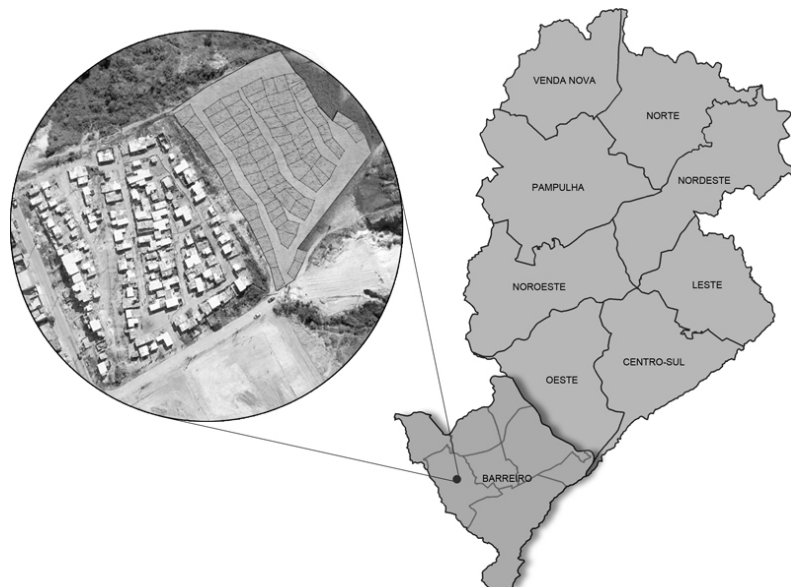 VENDA NOVA
NORTE
PAMPULHA
NORDESTE
NOROESTE
LESTE
OESTE
CENTRO-SUL
BARREIRO